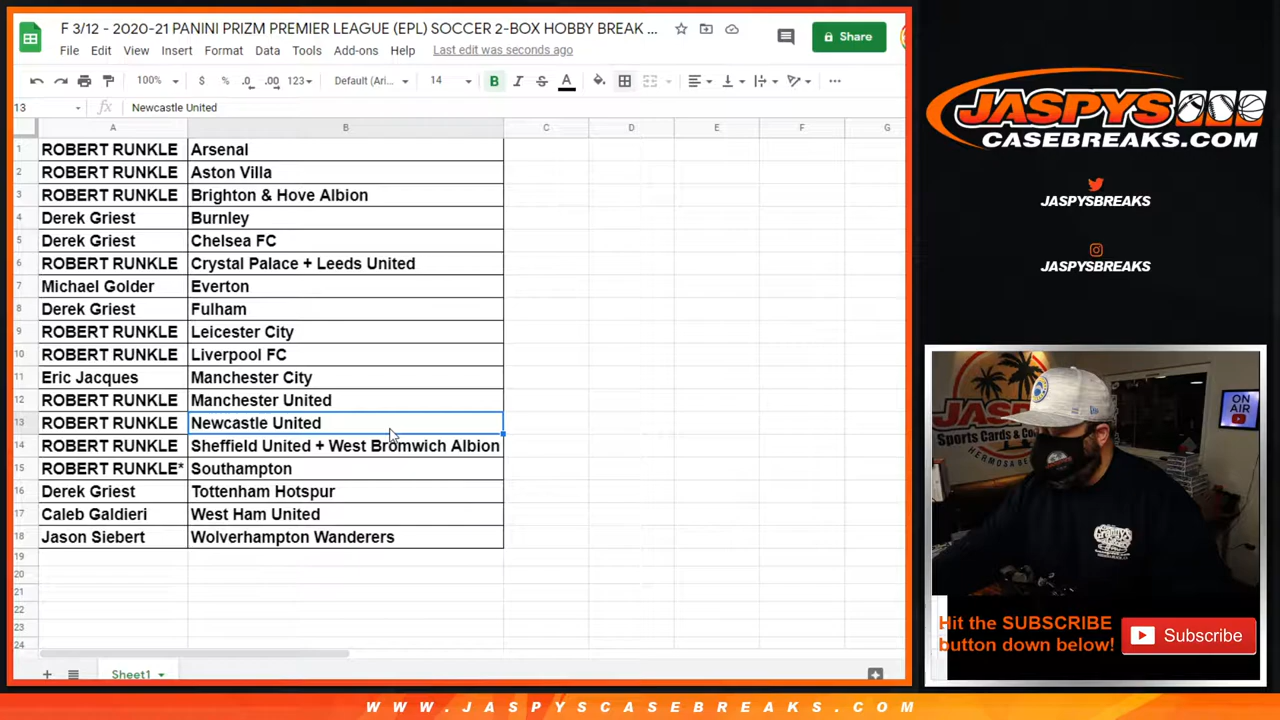 F 3/12 - 2020-21 PANINI PRIZM PREMIER LEAGUE (EPL) SOCCER 2-BOX HOBBY BREAK ...
File Edit View Insert Format Data Tools Add-ons Help Last edit was seconds ago
Share
100% $ % .0 .00 123 Default (Ari... 14 B I S A
13 fx Newcastle United
A B C D E F G
1 ROBERT RUNKLE Arsenal
2 ROBERT RUNKLE Aston Villa
3 ROBERT RUNKLE Brighton & Hove Albion
4 Derek Griest Burnley
5 Derek Griest Chelsea FC
6 ROBERT RUNKLE Crystal Palace + Leeds United
7 Michael Golder Everton
8 Derek Griest Fulham
9 ROBERT RUNKLE Leicester City
10 ROBERT RUNKLE Liverpool FC
11 Eric Jacques Manchester City
12 ROBERT RUNKLE Manchester United
13 ROBERT RUNKLE Newcastle United
14 ROBERT RUNKLE Sheffield United + West Bromwich Albion
15 ROBERT RUNKLE* Southampton
16 Derek Griest Tottenham Hotspur
17 Caleb Galdieri West Ham United
18 Jason Siebert Wolverhampton Wanderers
19
20
21
22
23
24
Sheet1
JASPYS
CASEBREAKS.COM
JASPYSBREAKS
JASPYSBREAKS
JASPY'S
Sports Cards & Co
HERMOSA BE
ON AIR
Hit the SUBSCRIBE
button down below!
Subscribe
WWW.JASPYSCASEBREAKS.COM